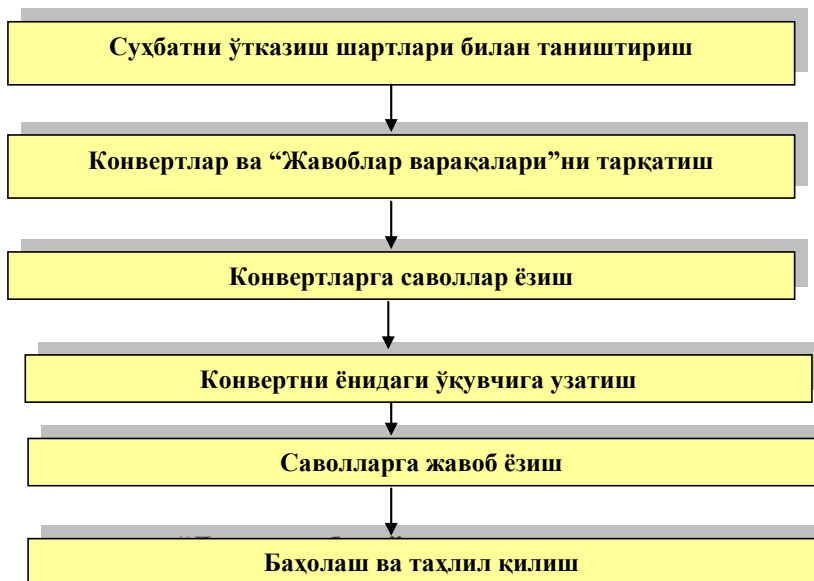 Суҳбатни ўтказиш шартлари билан таништириш
Конвертлар ва “Жавоблар варақалари”ни тарқатиш
Конвертларга саволлар ёзиш
Конвертни ёнидаги ўқувчига узатиш
Саволларга жавоб ёзиш
Баҳолаш ва таҳлил қилиш